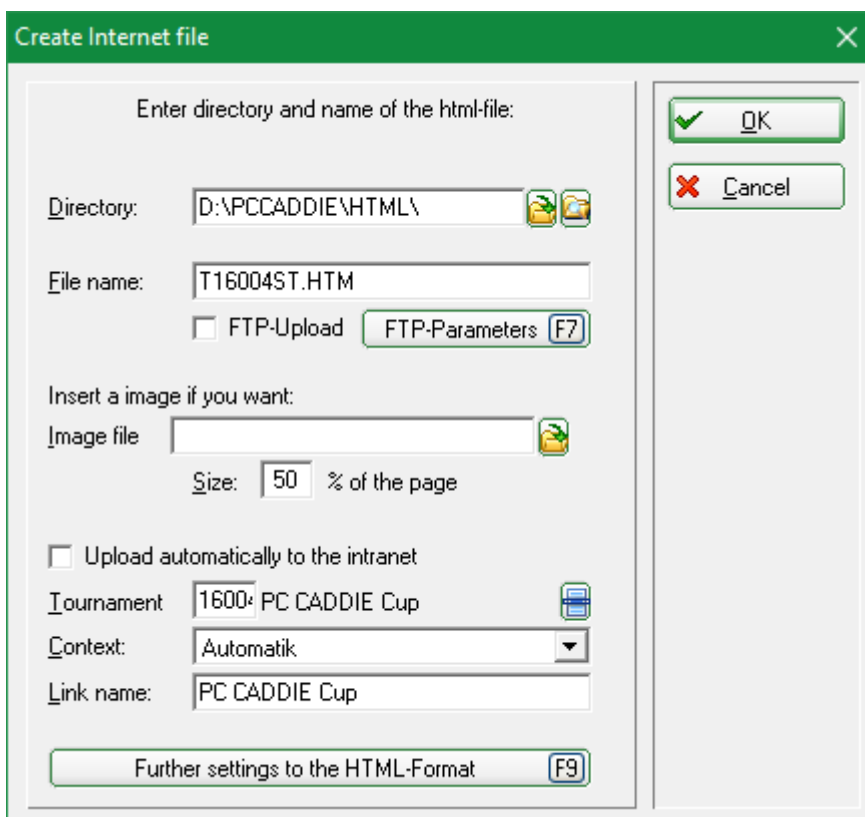 Create Internet file
Enter directory and name of the html-file:
OK
Cancel
Directory: D:\PCCADDIE\HTML\
File name: T16004ST.HTM
FTP-Upload FTP-Parameters F7
Insert a image if you want:
Image file
Size: 50 % of the page
Upload automatically to the intranet
Tournament 16004 PC CADDIE Cup
Context: Automatik
Link name: PC CADDIE Cup
Further settings to the HTML-Format F9